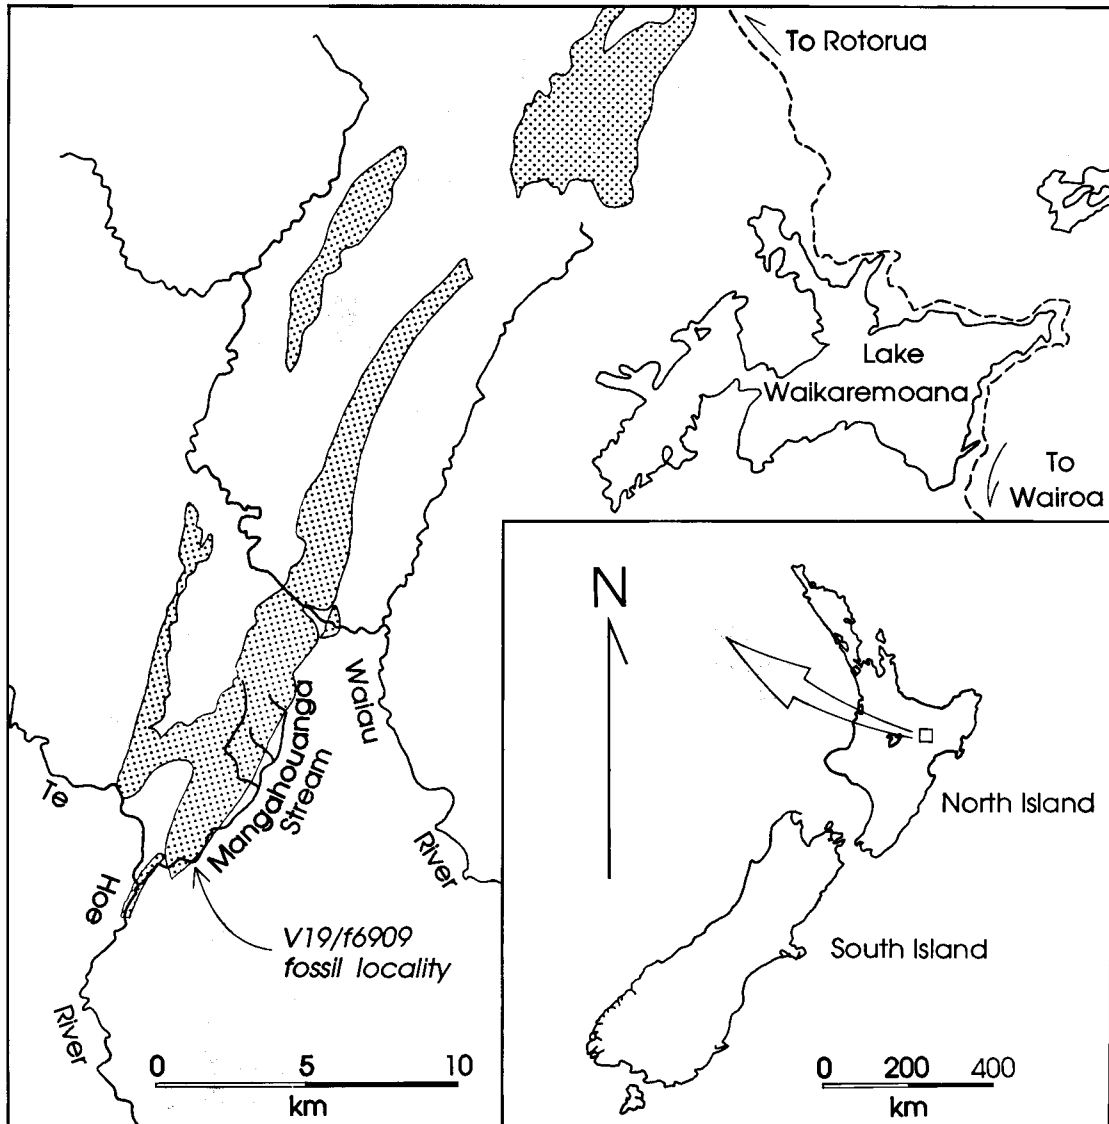 To Rotorua
Lake
Waikaremoana
To
Wairoa
N
Waiau
River
Mangahouanga
Stream
Te
Hoe
River
V19/f6909
fossil locality
0 5 10
km
North Island
South Island
0 200 400
km